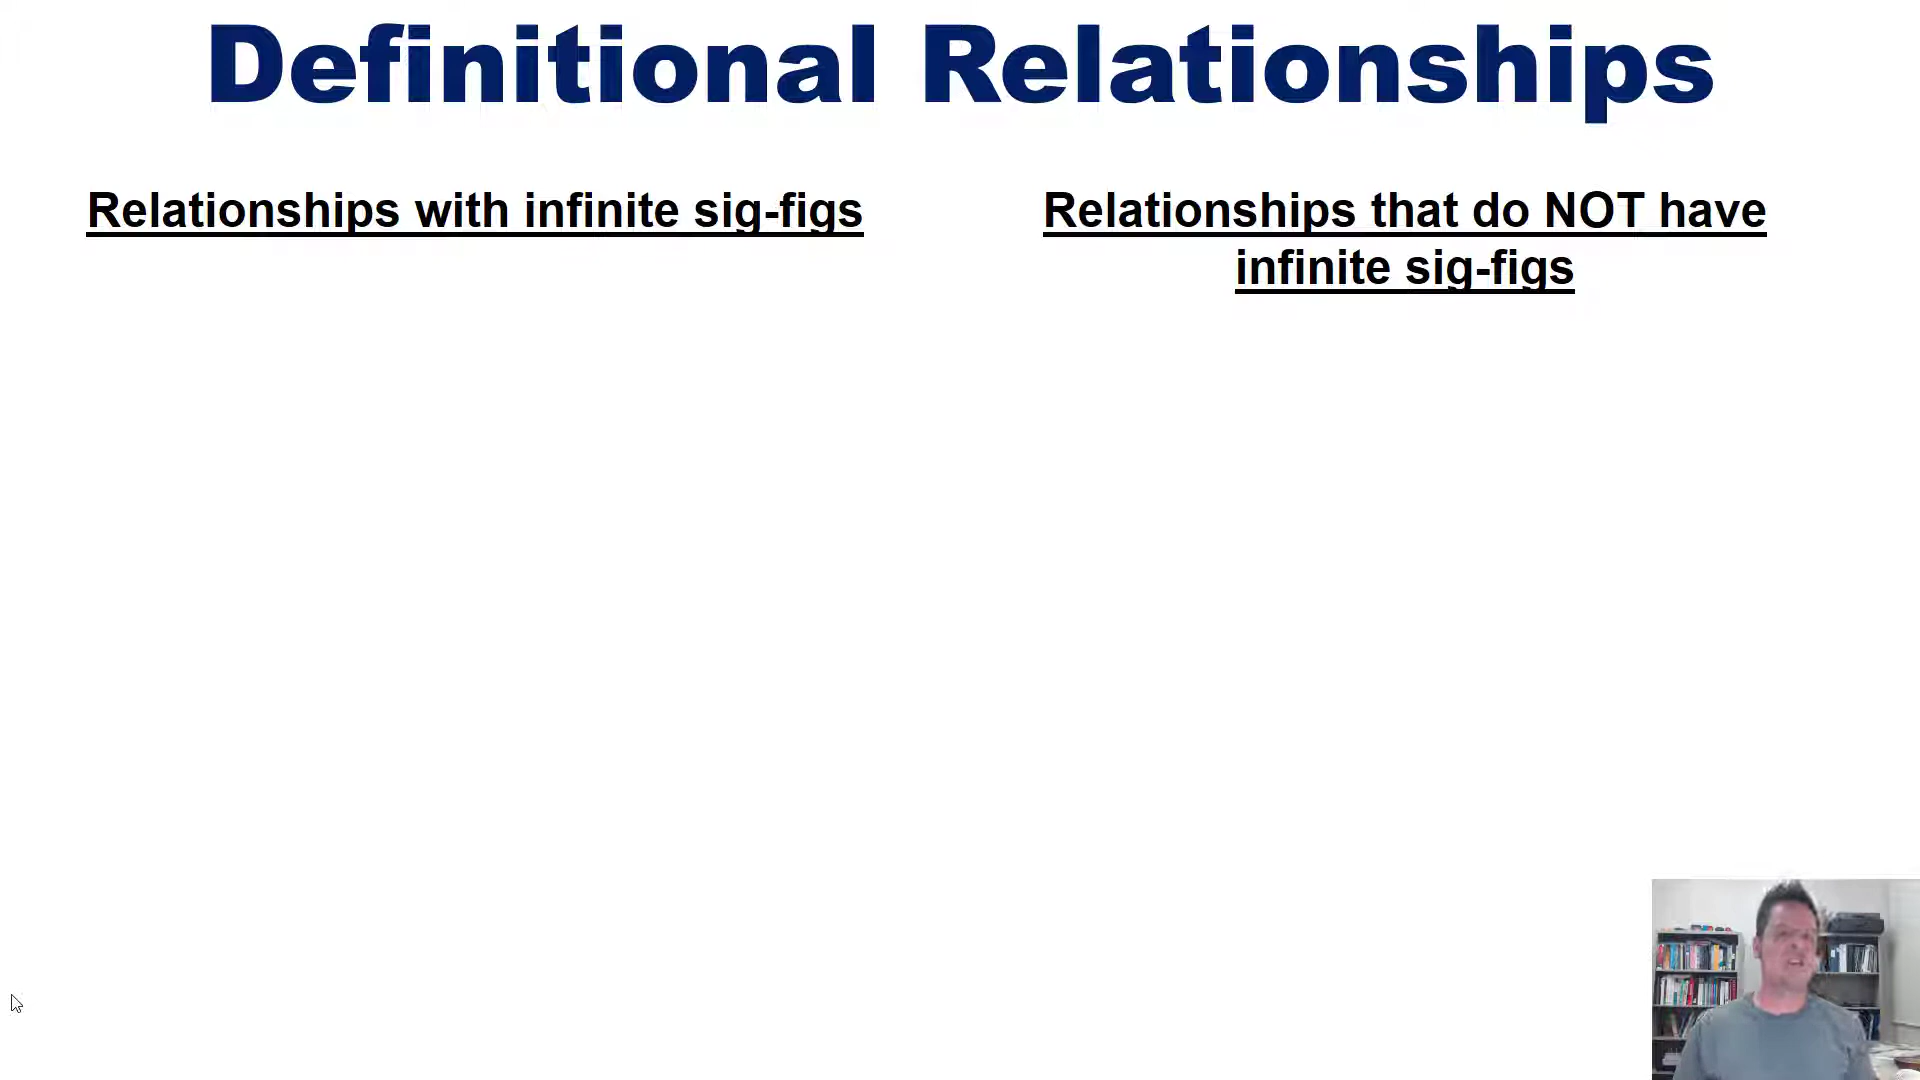 Definitional Relationships
Relationships with infinite sig-figs
Relationships that do NOT have
infinite sig-figs